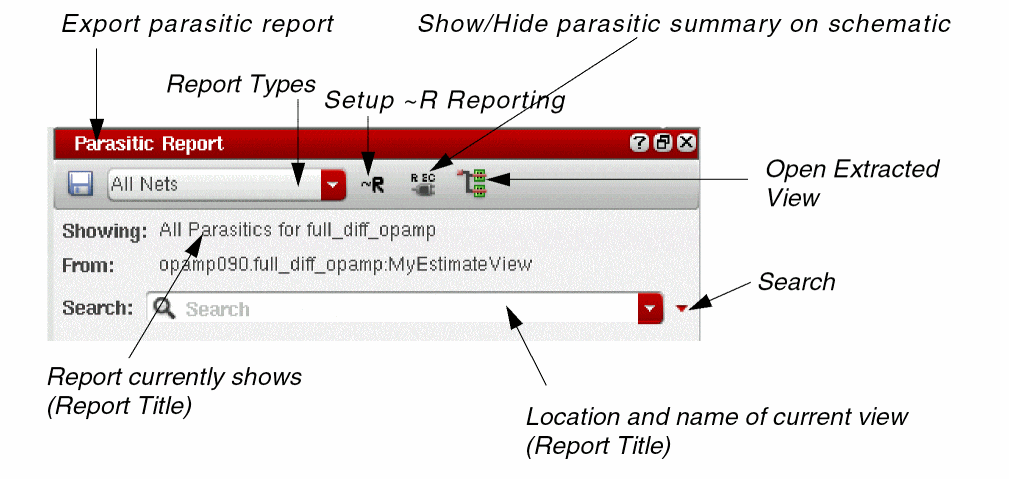 Export parasitic report
Show/Hide parasitic summary on schematic
Report Types
Setup ~R Reporting
Parasitic Report
?
All Nets
~R
R EC
Open Extracted
View
Showing: All Parasitics for full_diff_opamp
From: opamp090.full_diff_opamp:MyEstimateView
Search: Search
Search
Report currently shows
(Report Title)
Location and name of current view
(Report Title)